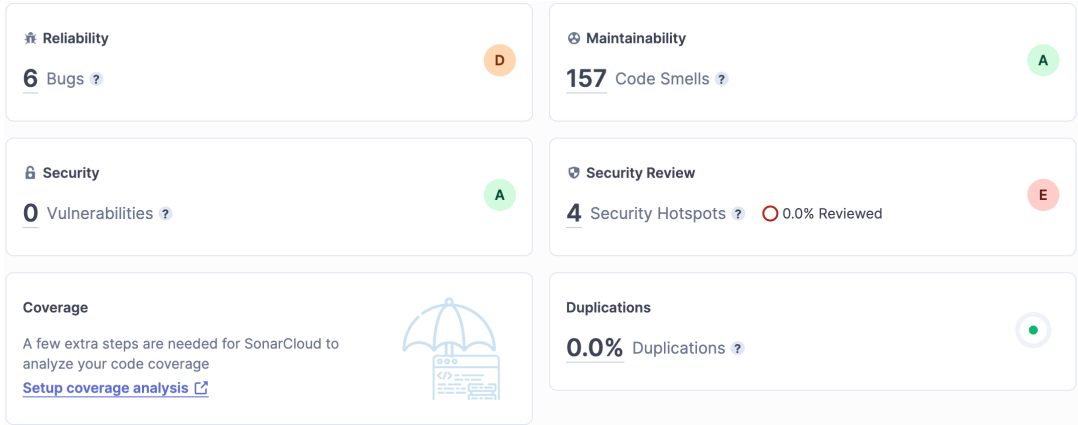 Reliability
6 Bugs ?
D
Maintainability
157 Code Smells ?
A
Security
0 Vulnerabilities ?
A
Security Review
4 Security Hotspots ? 0.0% Reviewed
E
Coverage
A few extra steps are needed for SonarCloud to
analyze your code coverage
Setup coverage analysis
</>
Duplications
0.0% Duplications ?